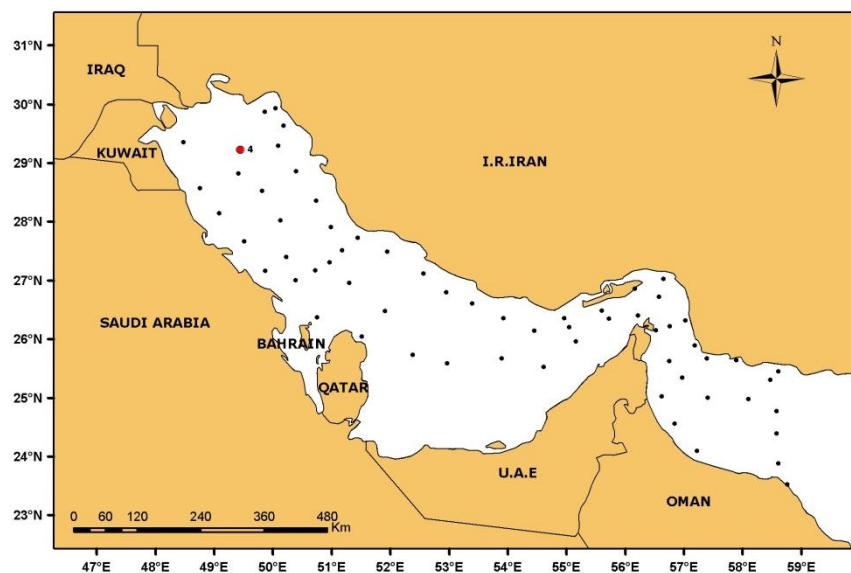 31°N
N
IRAQ
30°N
4
KUWAIT
29°N
I.R.IRAN
28°N
27°N
SAUDI ARABIA
26°N
BAHRAIN
25°N
QATAR
24°N
U.A.E
OMAN
23°N
0 60 120 240 360 480
Km
47°E 48°E 49°E 50°E 51°E 52°E 53°E 54°E 55°E 56°E 57°E 58°E 59°E